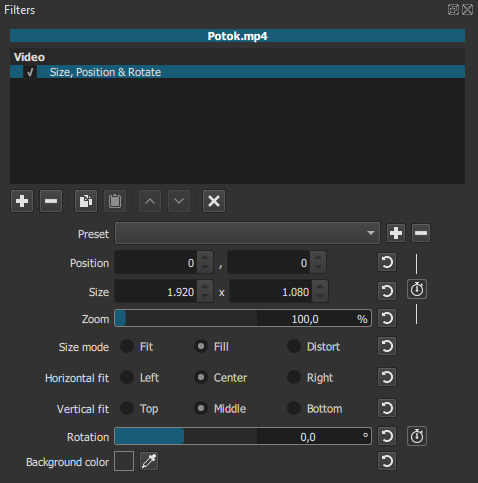 Filters
Potok.mp4
Video
Size, Position & Rotate
Preset
Position 0 , 0
Size 1.920 x 1.080
Zoom 100,0 %
Size mode Fit Fill Distort
Horizontal fit Left Center Right
Vertical fit Top Middle Bottom
Rotation 0,0 °
Background color